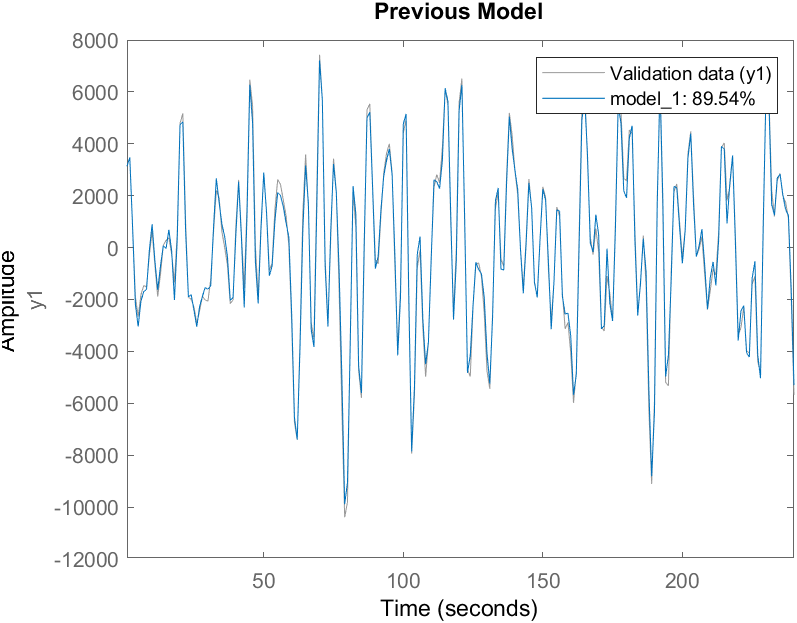 Previous Model
Validation data (y1)
model_1: 89.54%
8000
6000
4000
2000
0
-2000
-4000
-6000
-8000
-10000
-12000
Amplitude
y1
50
100
150
200
Time (seconds)